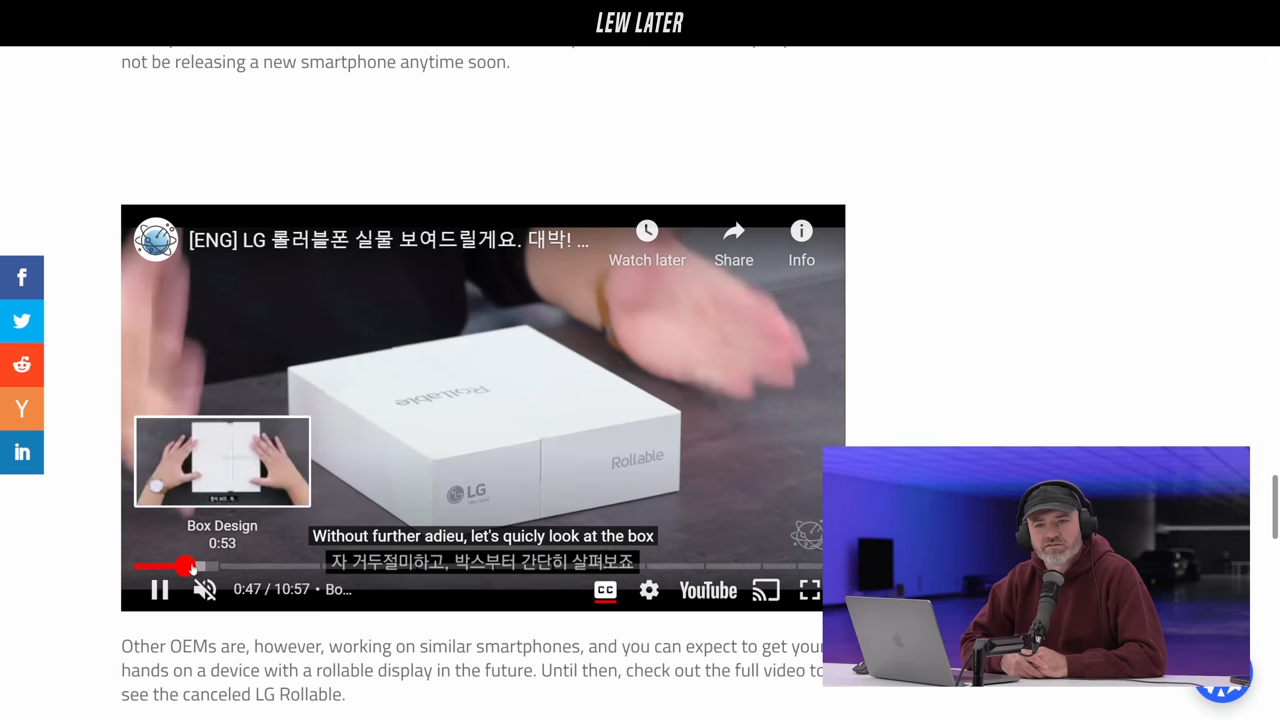 LEW LATER
not be releasing a new smartphone anytime soon.
[ENG] LG 롤러블폰 실물 보여드릴게요. 대박! ...
Watch later
Share
Info
Rollable
Rollable
LG
Box Design
0:53
Without further adieu, let's quicly look at the box
자 거두절미하고, 박스부터 간단히 살펴보죠
0:47 / 10:57 • Bo...
CC
YouTube
f
Y
in
Other OEMs are, however, working on similar smartphones, and you can expect to get your
hands on a device with a rollable display in the future. Until then, check out the full video to
see the canceled LG Rollable.